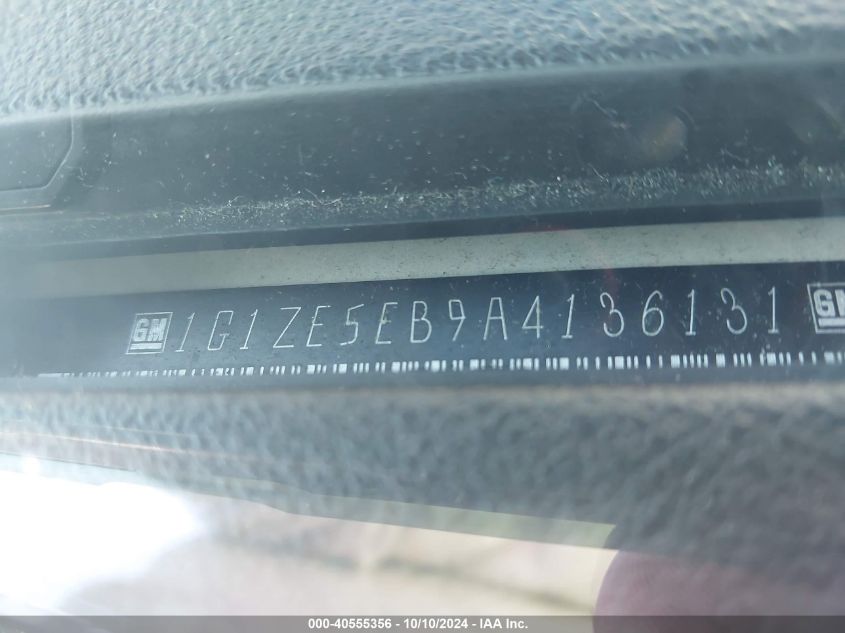 GM 1G1ZE5EB9A4136131 GM
000-40555356 - 10/10/2024 - IAA Inc.